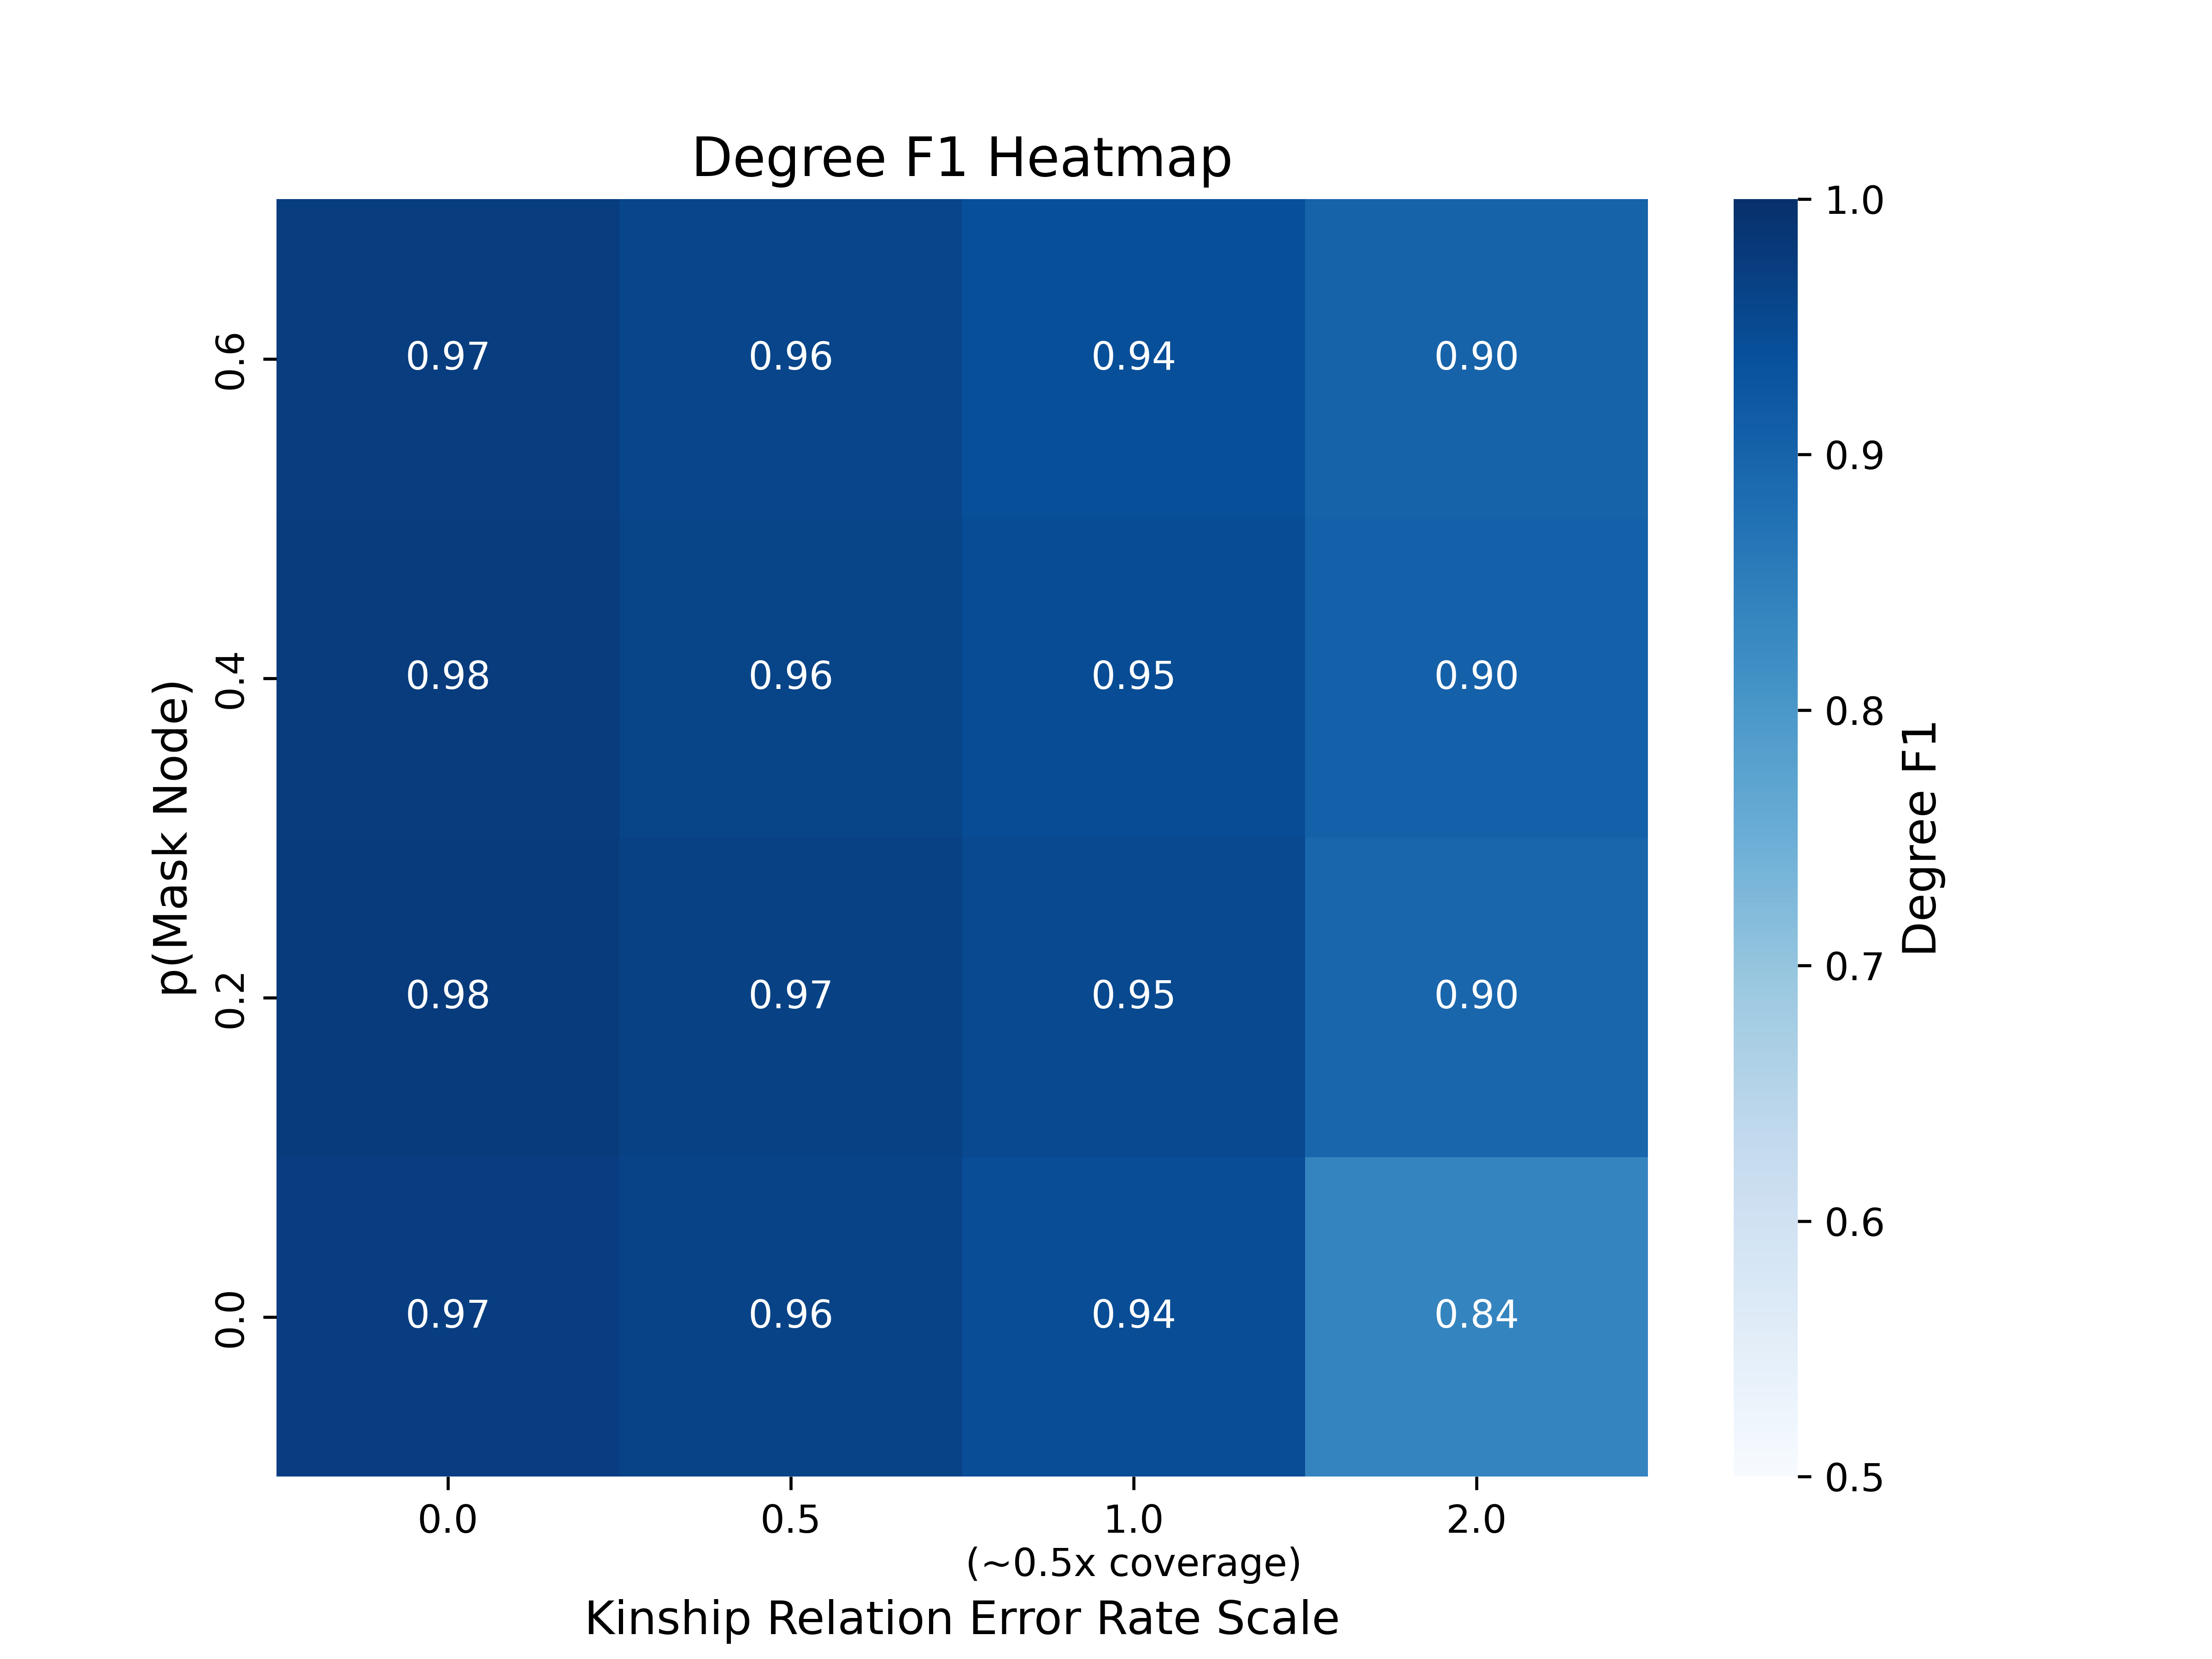 Degree F1 Heatmap
p(Mask Node)
0.6 0.97 0.96 0.94 0.90
0.4 0.98 0.96 0.95 0.90
0.2 0.98 0.97 0.95 0.90
0.0 0.97 0.96 0.94 0.84
0.0 0.5 1.0 2.0
(~0.5x coverage)
Kinship Relation Error Rate Scale
1.0
0.9
0.8
0.7
0.6
0.5
Degree F1